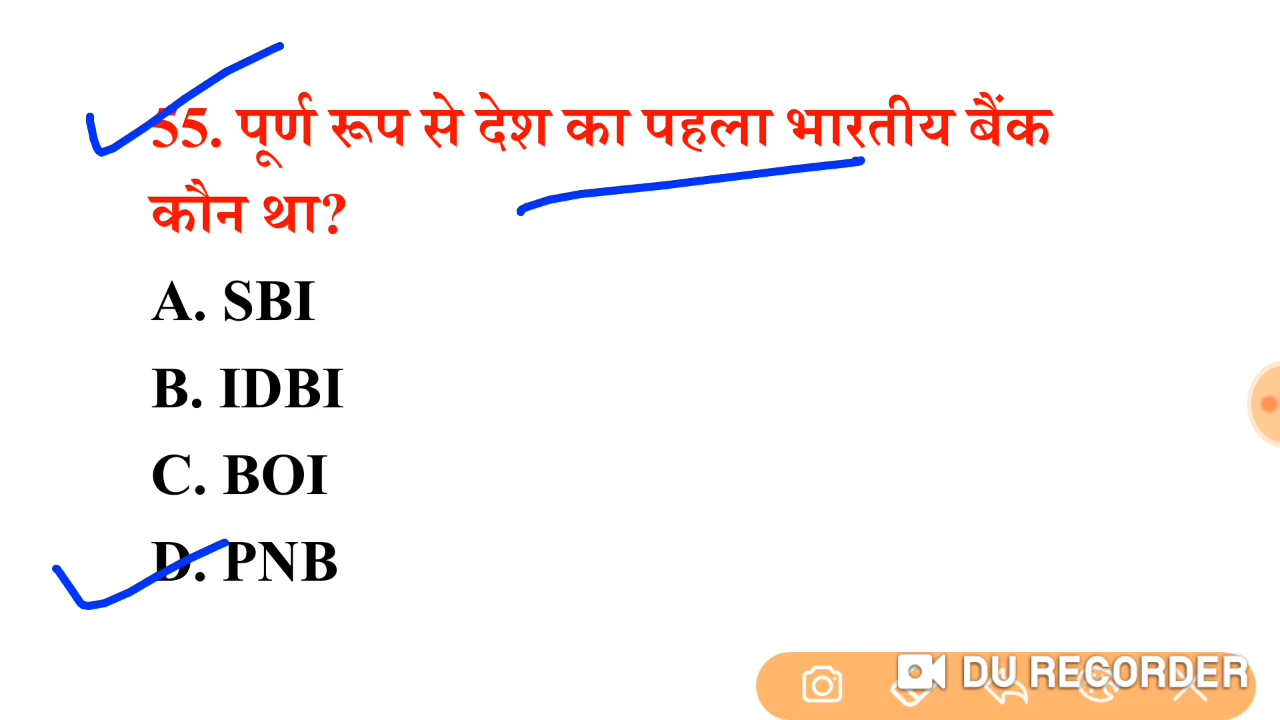 55. पूर्ण रूप से देश का पहला भारतीय बैंक
कौन था?
A. SBI
B. IDBI
C. BOI
D. PNB
DU RECORDER